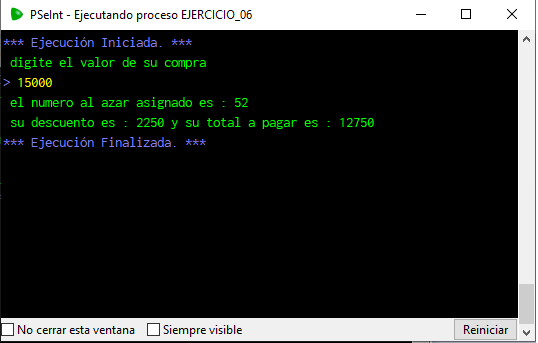 PSeInt - Ejecutando proceso EJERCICIO_06
*** Ejecución Iniciada. ***
digite el valor de su compra
> 15000
el numero al azar asignado es : 52
su descuento es : 2250 y su total a pagar es : 12750
*** Ejecución Finalizada. ***
No cerrar esta ventana Siempre visible Reiniciar